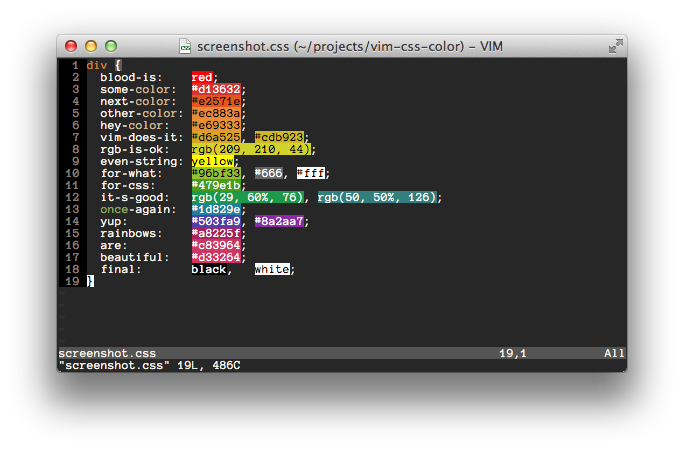 screenshot.css (~/projects/vim-css-color) – VIM
1 div {
2   blood-is:    red;
3   some-color:  #d13632;
4   next-color:  #e2571e;
5   other-color: #ec883a;
6   hey-color:   #e69333;
7   vim-does-it: #d6a525, #cdb923;
8   rgb-is-ok:   rgb(209, 210, 44);
9   even-string: yellow;
10   for-what:    #96bf33, #666, #fff;
11   for-css:     #479e1b;
12   it-s-good:   rgb(29, 60%, 76), rgb(50, 50%, 126);
13   once-again:  #1d829e;
14   yup:         #503fa9, #8a2aa7;
15   rainbows:    #a8225f;
16   are:         #c83964;
17   beautiful:   #d33264;
18   final:       black,   white;
19 }
screenshot.css 19,1 All
"screenshot.css" 19L, 486C